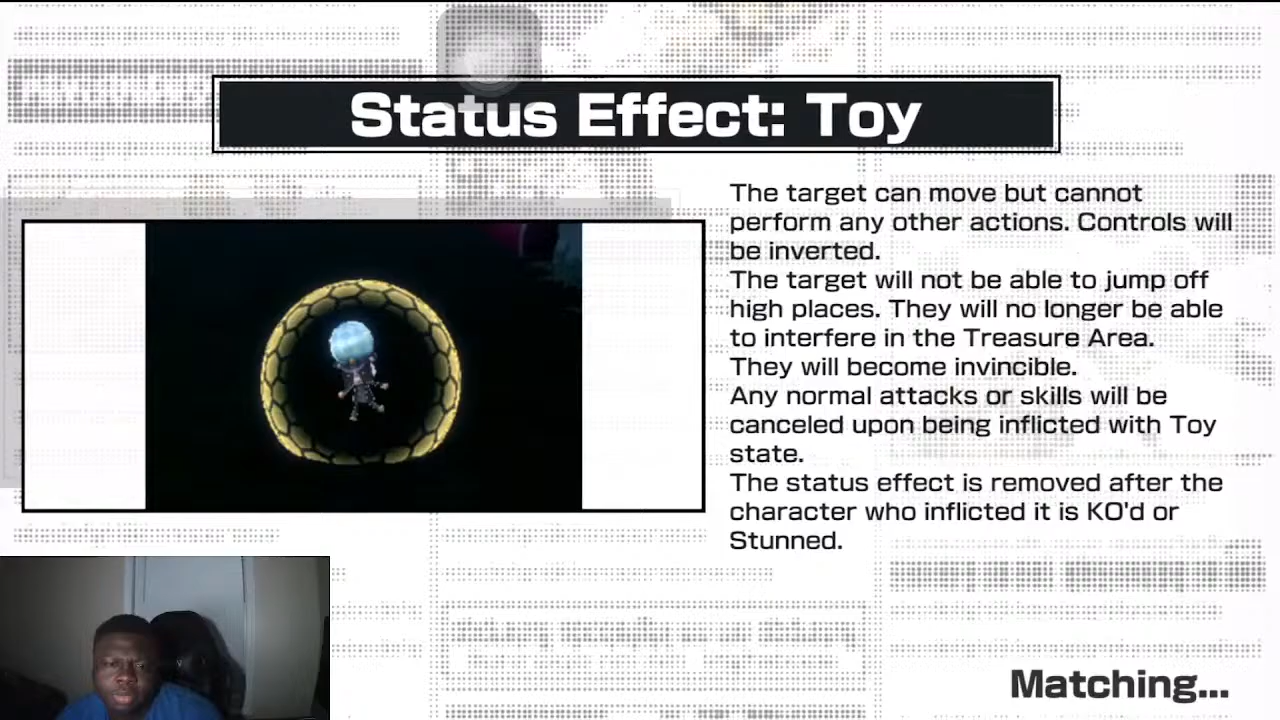 Status Effect: Toy
The target can move but cannot
perform any other actions. Controls will
be inverted.
The target will not be able to jump off
high places. They will no longer be able
to interfere in the Treasure Area.
They will become invincible.
Any normal attacks or skills will be
canceled upon being inflicted with Toy
state.
The status effect is removed after the
character who inflicted it is KO'd or
Stunned.
Matching...